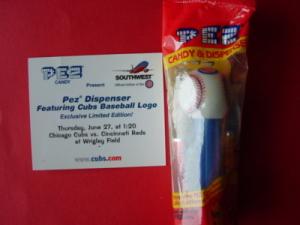 PEZ
CANDY
SOUTHWEST
Present
Pez® Dispenser
Featuring Cubs Baseball Logo
Exclusive Limited Edition!
Thursday, June 27, at 1:20
Chicago Cubs vs. Cincinnati Reds
at Wrigley Field
www.cubs.com
PEZ
CANDY & DISPENSER